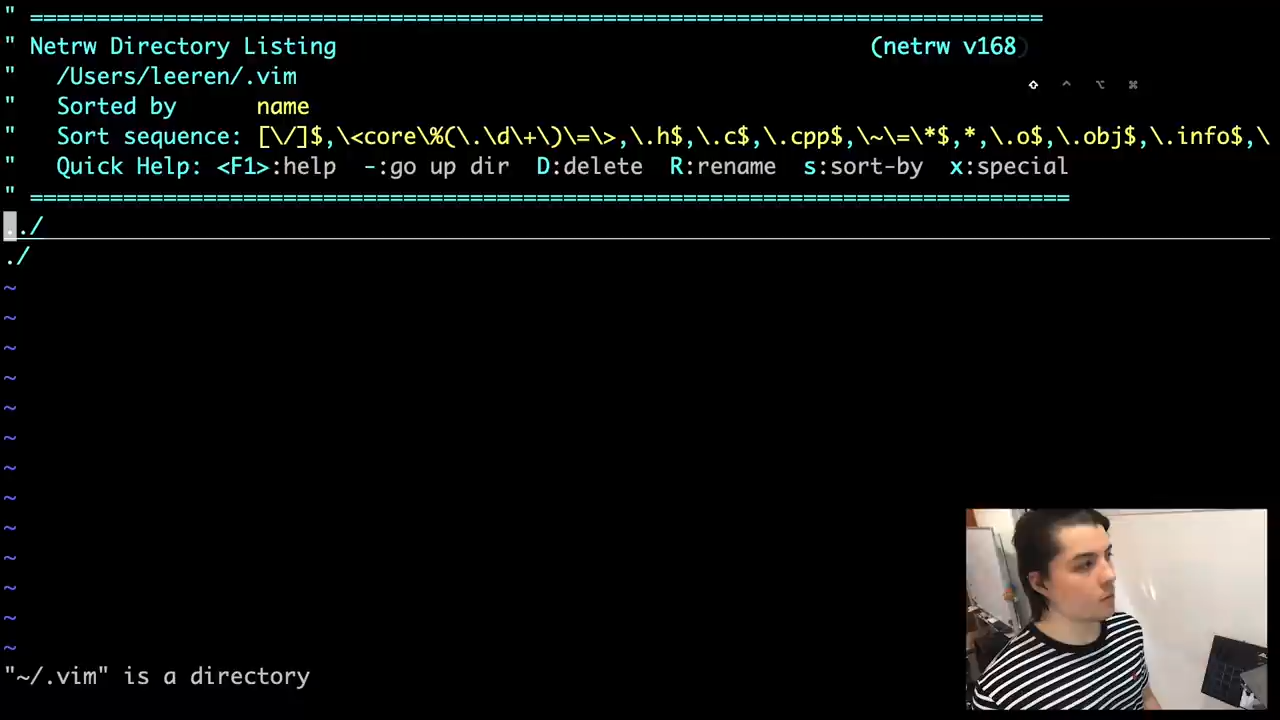 " ============================================================================
" Netrw Directory Listing                                        (netrw v168)
"   /Users/leeren/.vim
"   Sorted by      name
"   Sort sequence: [\/]$,\<core\%(\.\d\+\)\=\>,\.h$,\.c$,\.cpp$,\~\=\*$,*,\.o$,\.obj$,\.info$,\
"   Quick Help: <F1>:help  -:go up dir  D:delete  R:rename  s:sort-by  x:special
" ==============================================================================
../
./
~
~
~
~
~
~
~
~
~
~
~
~
~
"~/.vim" is a directory